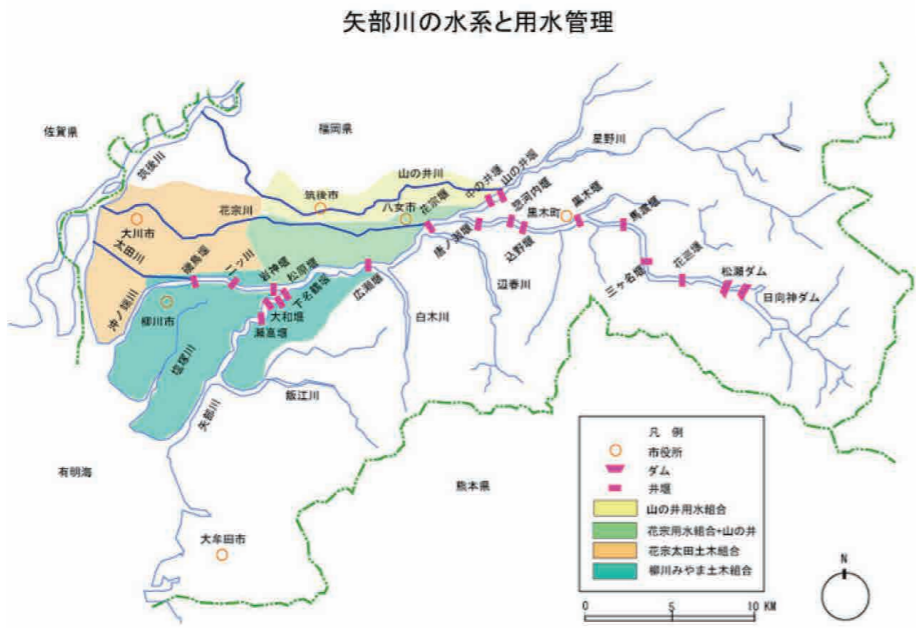 矢部川の水系と用水管理
佐賀県
福岡県
筑後川
星野川
山の井川
中の井堰
山の井堰
筑後市
八女市
花宗川
花宗堰
惣河内堰
黒木町
黒木堰
馬渡堰
大川市
太田川
磯鳥堰
二ッ川
岩神堰
松原堰
下名鶴堰
広瀬堰
唐ノ瀬堰
込野堰
三ヶ名堰
花巡堰
松瀬ダム
日向神ダム
沖ノ端川
柳川市
大和堰
瀬高堰
白木川
辺春川
塩塚川
矢部川
飯江川
有明海
熊本県
大牟田市
凡 例
市役所
ダム
井堰
山の井用水組合
花宗用水組合+山の井
花宗太田土木組合
柳川みやま土木組合
N
0 5 10 KM